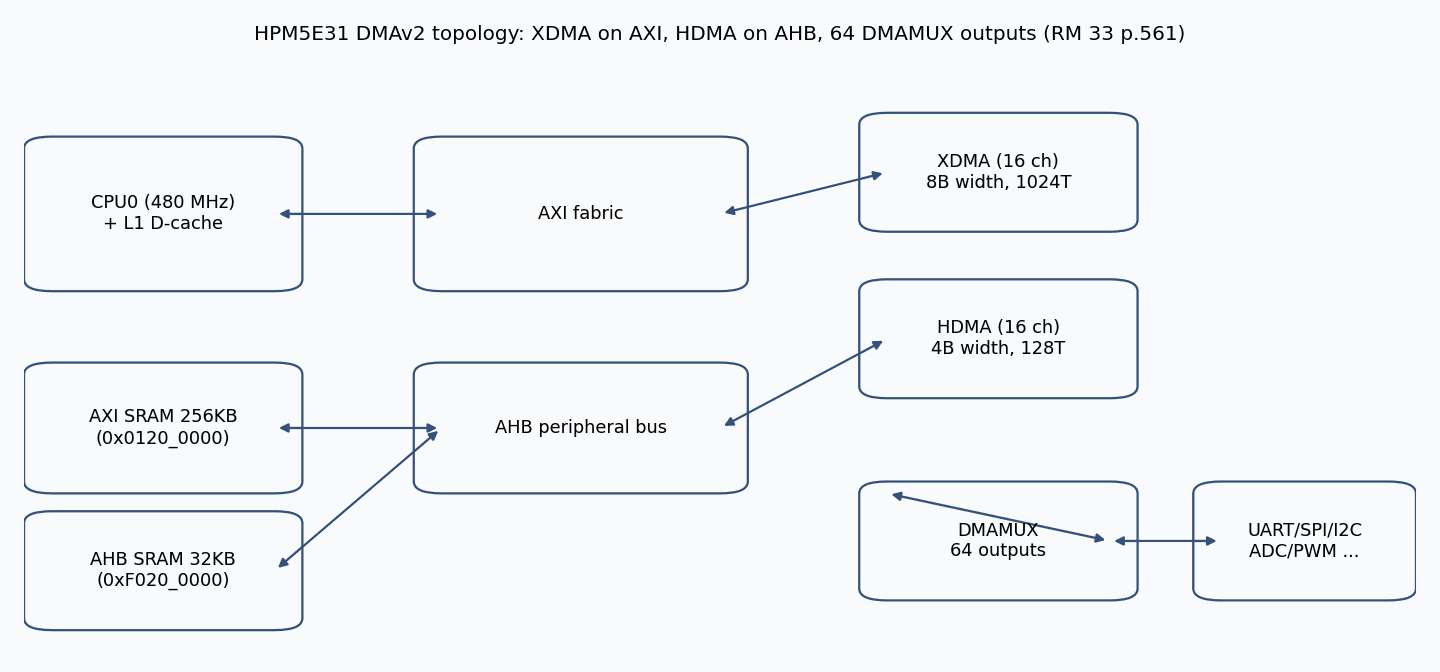 HPM5E31 DMAv2 topology: XDMA on AXI, HDMA on AHB, 64 DMAMUX outputs (RM 33 p.561)
CPU0 (480 MHz)
+ L1 D-cache
AXI fabric
XDMA (16 ch)
8B width, 1024T
HDMA (16 ch)
4B width, 128T
AXI SRAM 256KB
(0x0120_0000)
AHB peripheral bus
AHB SRAM 32KB
(0xF020_0000)
DMAMUX
64 outputs
UART/SPI/I2C
ADC/PWM ...